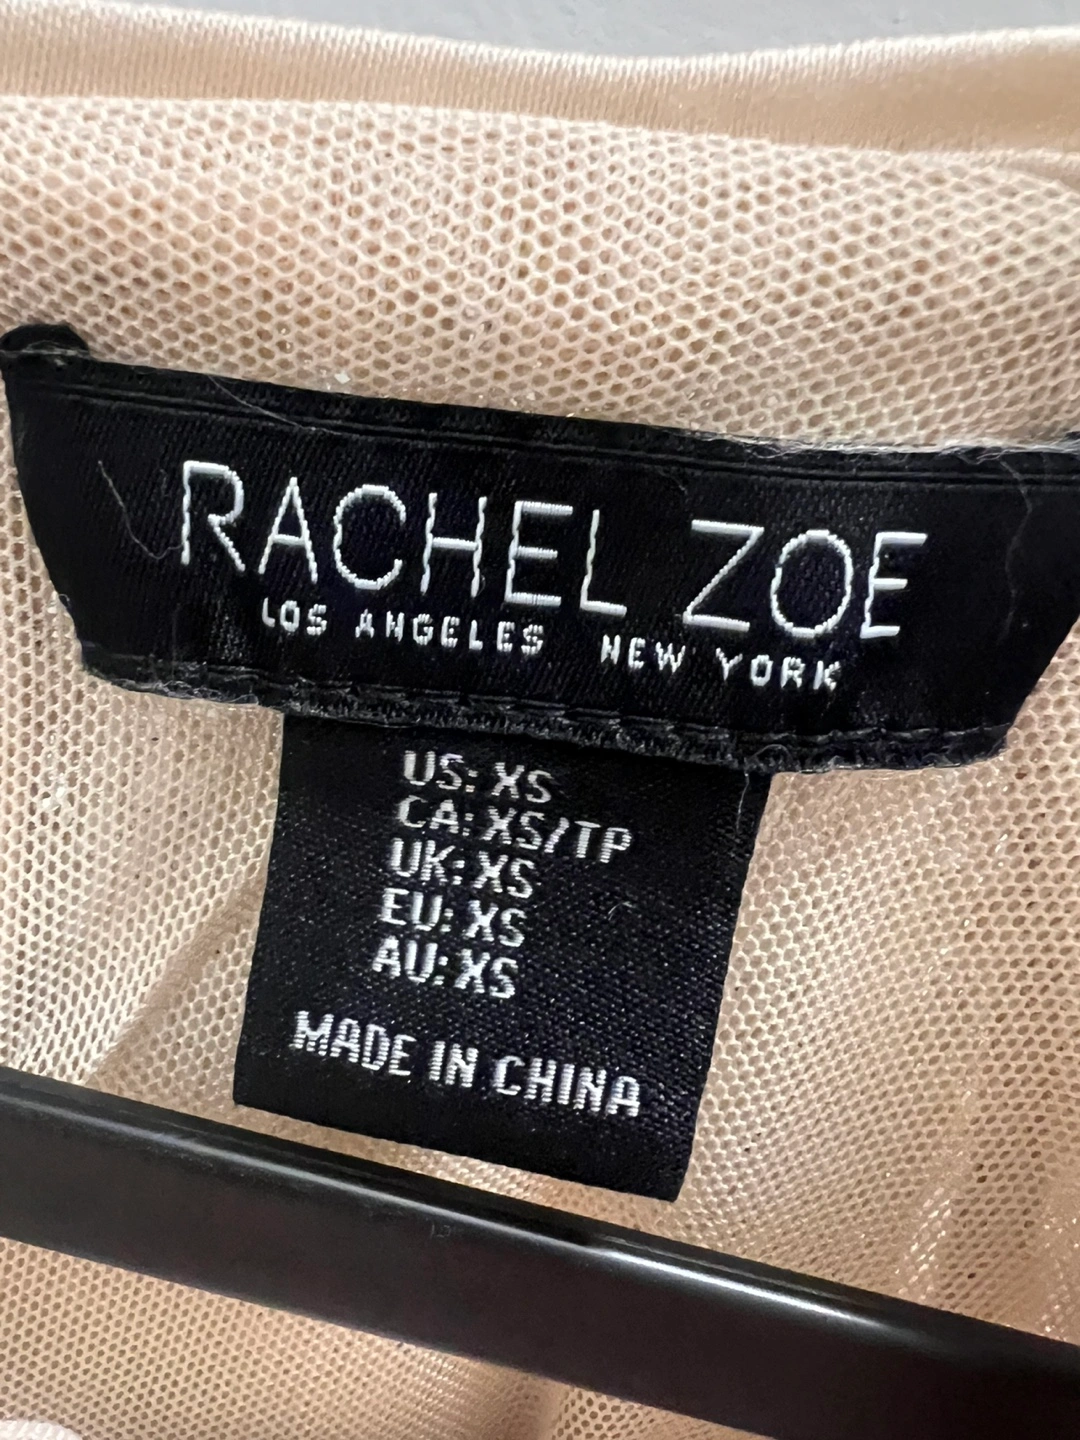 RACHEL ZOE
LOS ANGELES NEW YORK
US: XS
CA: XS/TP
UK: XS
EU: XS
AU: XS
MADE IN CHINA